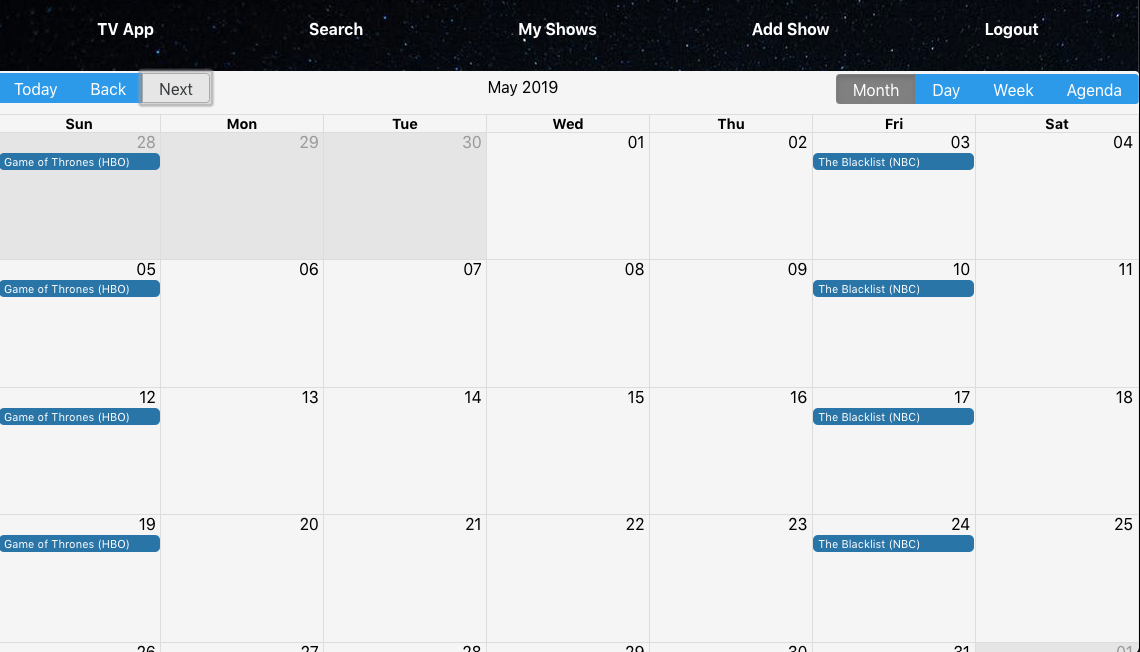 TV App Search My Shows Add Show Logout
Today Back Next May 2019 Month Day Week Agenda
Sun Mon Tue Wed Thu Fri Sat
28 29 30 01 02 03 04
Game of Thrones (HBO) The Blacklist (NBC)
05 06 07 08 09 10 11
Game of Thrones (HBO) The Blacklist (NBC)
12 13 14 15 16 17 18
Game of Thrones (HBO) The Blacklist (NBC)
19 20 21 22 23 24 25
Game of Thrones (HBO) The Blacklist (NBC)
26 27 28 29 30 31 01